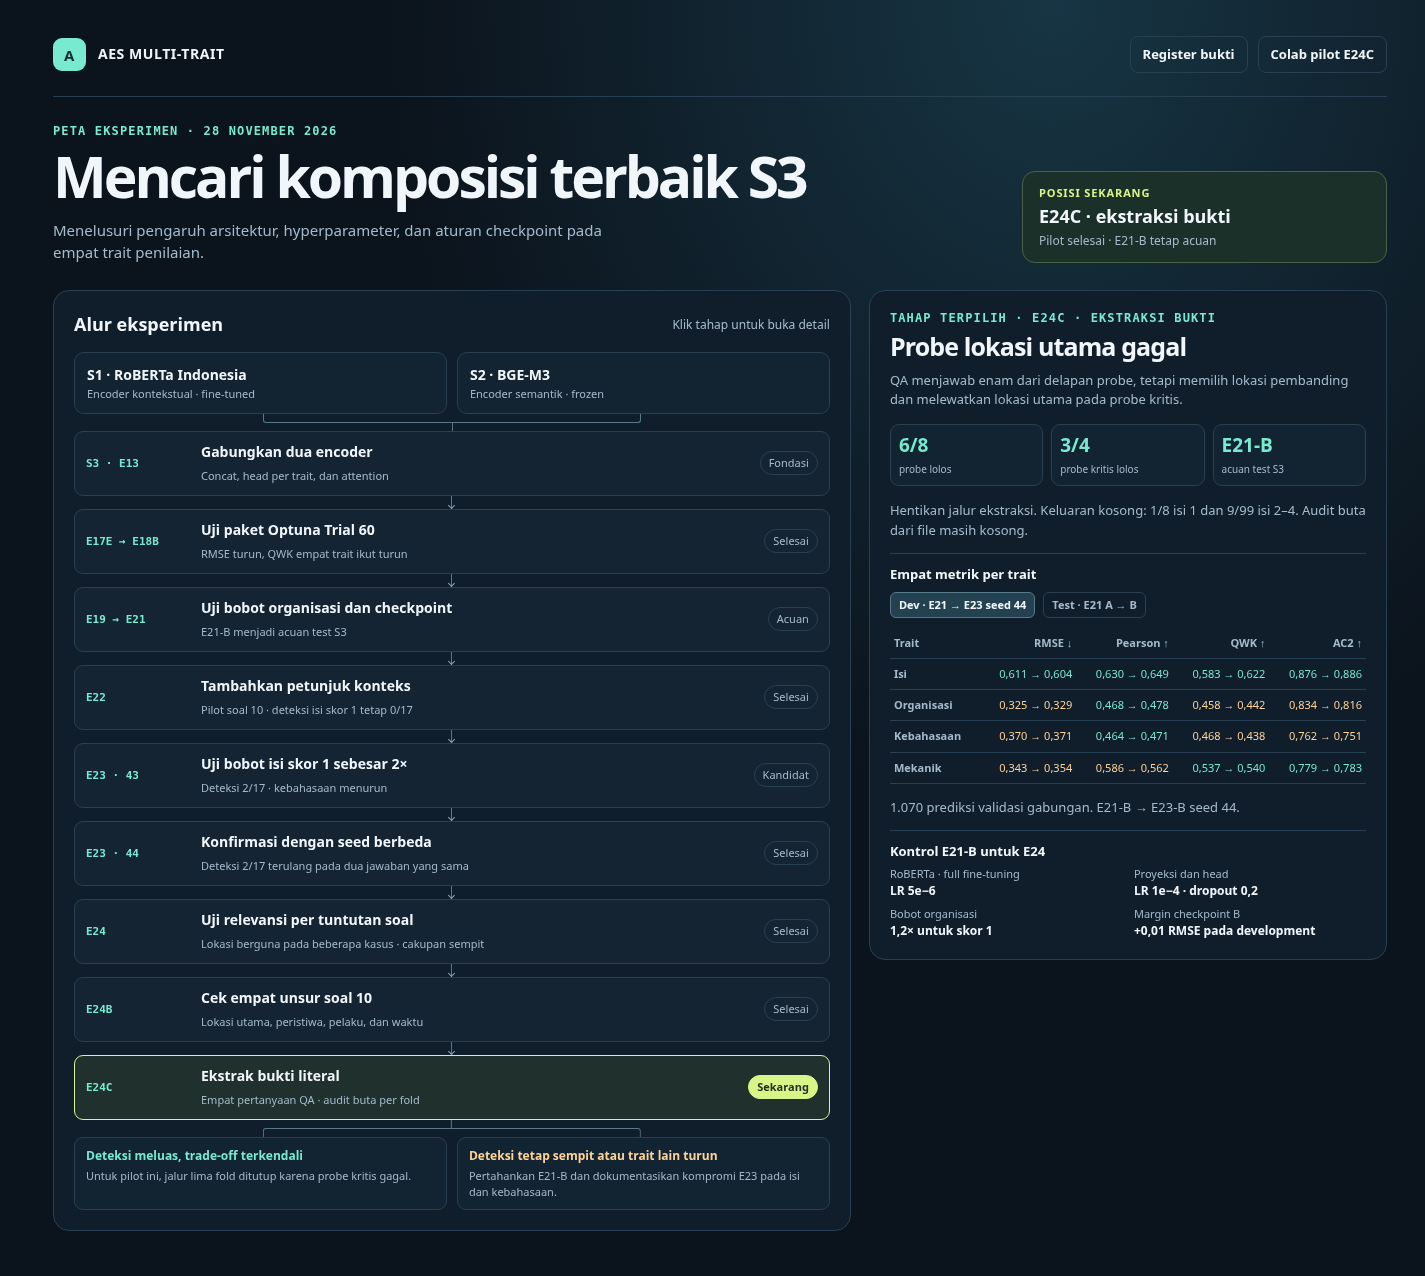 A
AES MULTI-TRAIT
Register bukti
Colab pilot E24C
PETA EKSPERIMEN · 28 NOVEMBER 2026
Mencari komposisi terbaik S3
Menelusuri pengaruh arsitektur, hyperparameter, dan aturan checkpoint pada
empat trait penilaian.
POSISI SEKARANG
E24C · ekstraksi bukti
Pilot selesai · E21-B tetap acuan
Alur eksperimen
Klik tahap untuk buka detail
S1 · RoBERTa Indonesia
Encoder kontekstual · fine-tuned
S2 · BGE-M3
Encoder semantik · frozen
S3 · E13
Gabungkan dua encoder
Concat, head per trait, dan attention
Fondasi
↓
E17E → E18B
Uji paket Optuna Trial 60
RMSE turun, QWK empat trait ikut turun
Selesai
↓
E19 → E21
Uji bobot organisasi dan checkpoint
E21-B menjadi acuan test S3
Acuan
↓
E22
Tambahkan petunjuk konteks
Pilot soal 10 · deteksi isi skor 1 tetap 0/17
Selesai
↓
E23 · 43
Uji bobot isi skor 1 sebesar 2×
Deteksi 2/17 · kebahasaan menurun
Kandidat
↓
E23 · 44
Konfirmasi dengan seed berbeda
Deteksi 2/17 terulang pada dua jawaban yang sama
Selesai
↓
E24
Uji relevansi per tuntutan soal
Lokasi berguna pada beberapa kasus · cakupan sempit
Selesai
↓
E24B
Cek empat unsur soal 10
Lokasi utama, peristiwa, pelaku, dan waktu
Selesai
↓
E24C
Ekstrak bukti literal
Empat pertanyaan QA · audit buta per fold
Sekarang
Deteksi meluas, trade-off terkendali
Untuk pilot ini, jalur lima fold ditutup karena probe kritis gagal.
Deteksi tetap sempit atau trait lain turun
Pertahankan E21-B dan dokumentasikan kompromi E23 pada isi
dan kebahasaan.
TAHAP TERPILIH · E24C · EKSTRAKSI BUKTI
Probe lokasi utama gagal
QA menjawab enam dari delapan probe, tetapi memilih lokasi pembanding
dan melewatkan lokasi utama pada probe kritis.
6/8
probe lolos
3/4
probe kritis lolos
E21-B
acuan test S3
Hentikan jalur ekstraksi. Keluaran kosong: 1/8 isi 1 dan 9/99 isi 2–4. Audit buta
dari file masih kosong.
Empat metrik per trait
Dev · E21 → E23 seed 44
Test · E21 A → B
Trait RMSE ↓ Pearson ↑ QWK ↑ AC2 ↑
Isi 0,611 → 0,604 0,630 → 0,649 0,583 → 0,622 0,876 → 0,886
Organisasi 0,325 → 0,329 0,468 → 0,478 0,458 → 0,442 0,834 → 0,816
Kebahasaan 0,370 → 0,371 0,464 → 0,471 0,468 → 0,438 0,762 → 0,751
Mekanik 0,343 → 0,354 0,586 → 0,562 0,537 → 0,540 0,779 → 0,783
1.070 prediksi validasi gabungan. E21-B → E23-B seed 44.
Kontrol E21-B untuk E24
RoBERTa · full fine-tuning
LR 5e−6
Proyeksi dan head
LR 1e−4 · dropout 0,2
Bobot organisasi
1,2× untuk skor 1
Margin checkpoint B
+0,01 RMSE pada development